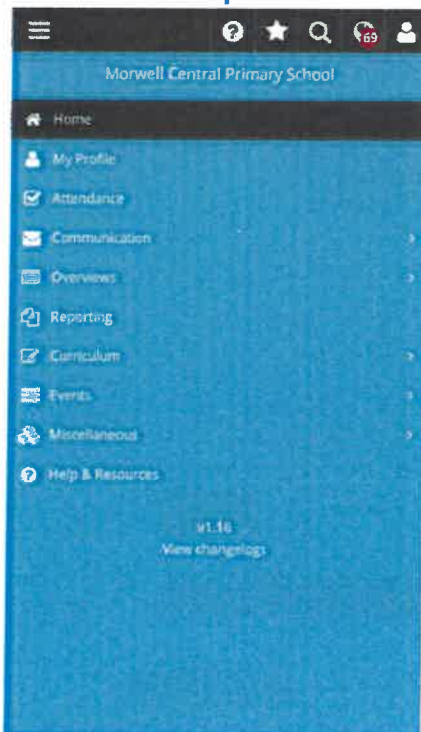 69
Morwell Central Primary School
Home
My Profile
Attendance
Communication
Overviews
Reporting
Curriculum
Events
Miscellaneous
Help & Resources
v1.16
View changelogs